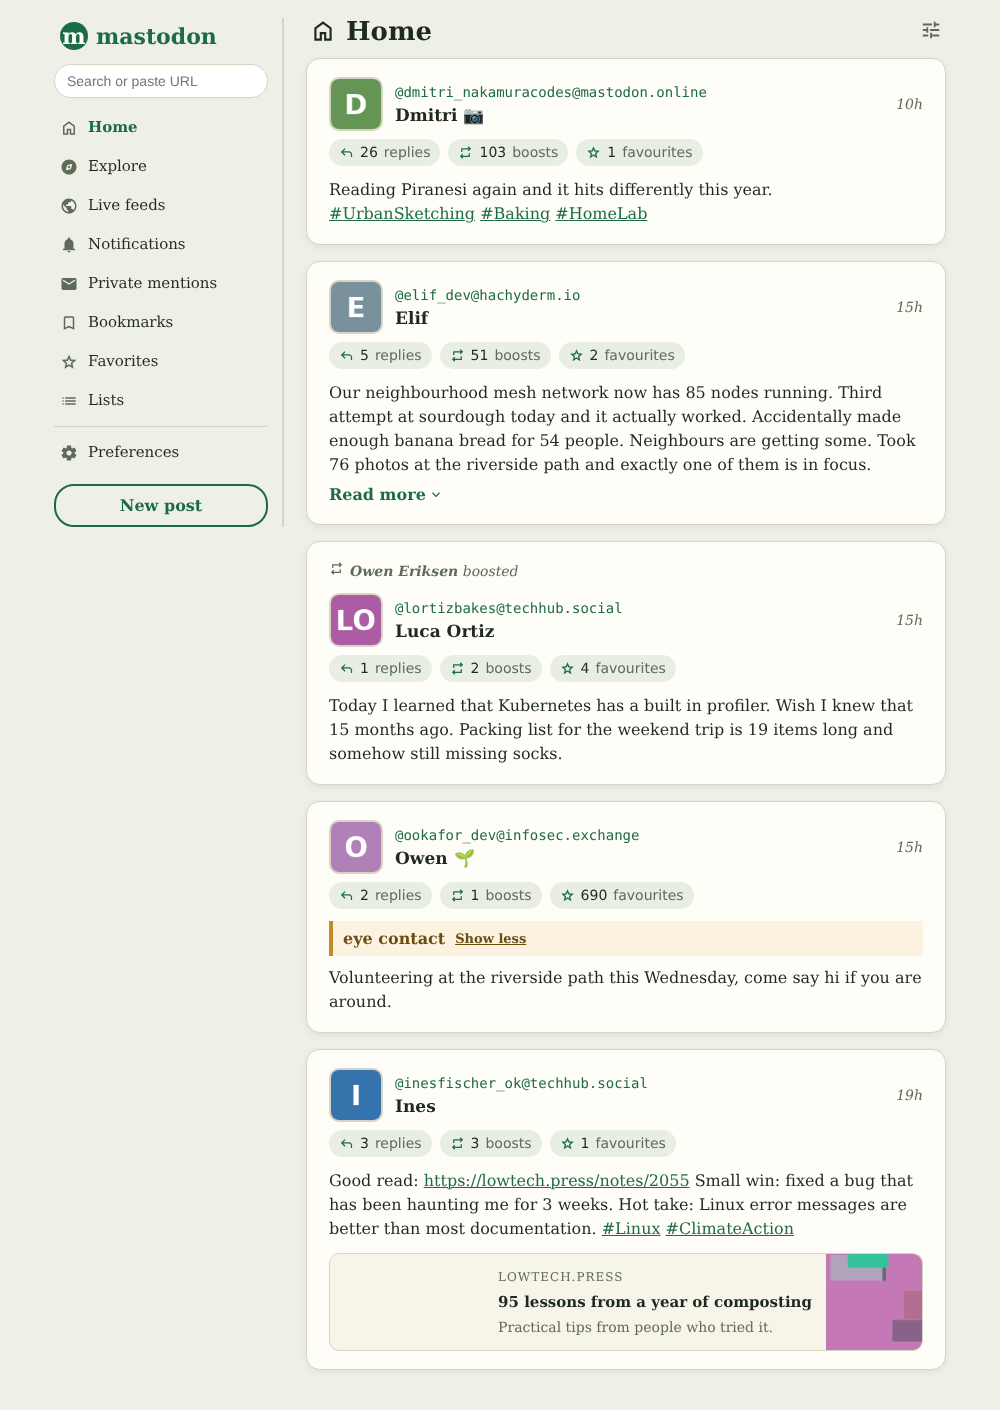 mastodon
Search or paste URL
Home
Explore
Live feeds
Notifications
Private mentions
Bookmarks
Favorites
Lists
Preferences
New post
Home
D
@dmitri_nakamuracodes@mastodon.online
Dmitri 📷
10h
26 replies
103 boosts
1 favourites
Reading Piranesi again and it hits differently this year.
#UrbanSketching #Baking #HomeLab
E
@elif_dev@hachyderm.io
Elif
15h
5 replies
51 boosts
2 favourites
Our neighbourhood mesh network now has 85 nodes running. Third
attempt at sourdough today and it actually worked. Accidentally made
enough banana bread for 54 people. Neighbours are getting some. Took
76 photos at the riverside path and exactly one of them is in focus.
Read more
Owen Eriksen boosted
LO
@lortizbakes@techhub.social
Luca Ortiz
15h
1 replies
2 boosts
4 favourites
Today I learned that Kubernetes has a built in profiler. Wish I knew that
15 months ago. Packing list for the weekend trip is 19 items long and
somehow still missing socks.
O
@ookafor_dev@infosec.exchange
Owen 🌱
15h
2 replies
1 boosts
690 favourites
eye contact Show less
Volunteering at the riverside path this Wednesday, come say hi if you are
around.
I
@inesfischer_ok@techhub.social
Ines
19h
3 replies
3 boosts
1 favourites
Good read: https://lowtech.press/notes/2055 Small win: fixed a bug that
has been haunting me for 3 weeks. Hot take: Linux error messages are
better than most documentation. #Linux #ClimateAction
LOWTECH.PRESS
95 lessons from a year of composting
Practical tips from people who tried it.